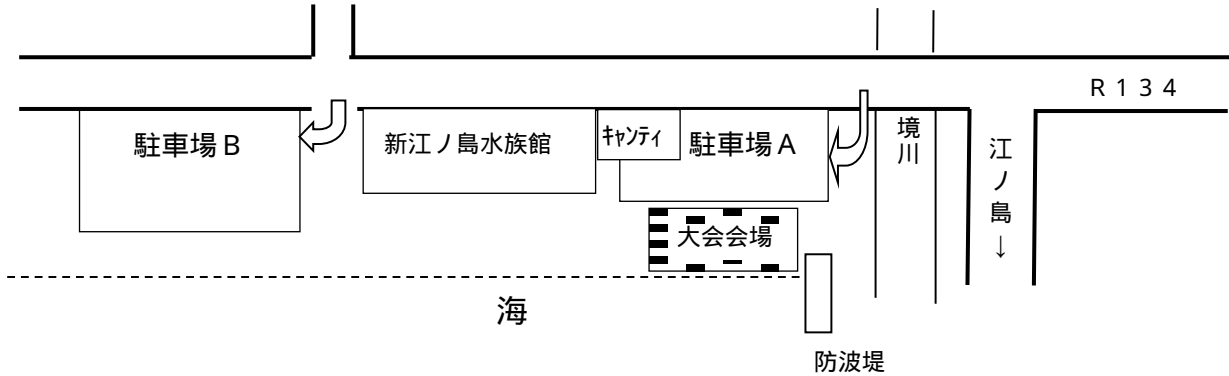 R134
駐車場B
新江ノ島水族館
ｷｬﾝﾃｨ
駐車場A
境川
江ノ島↓
大会会場
海
防波堤